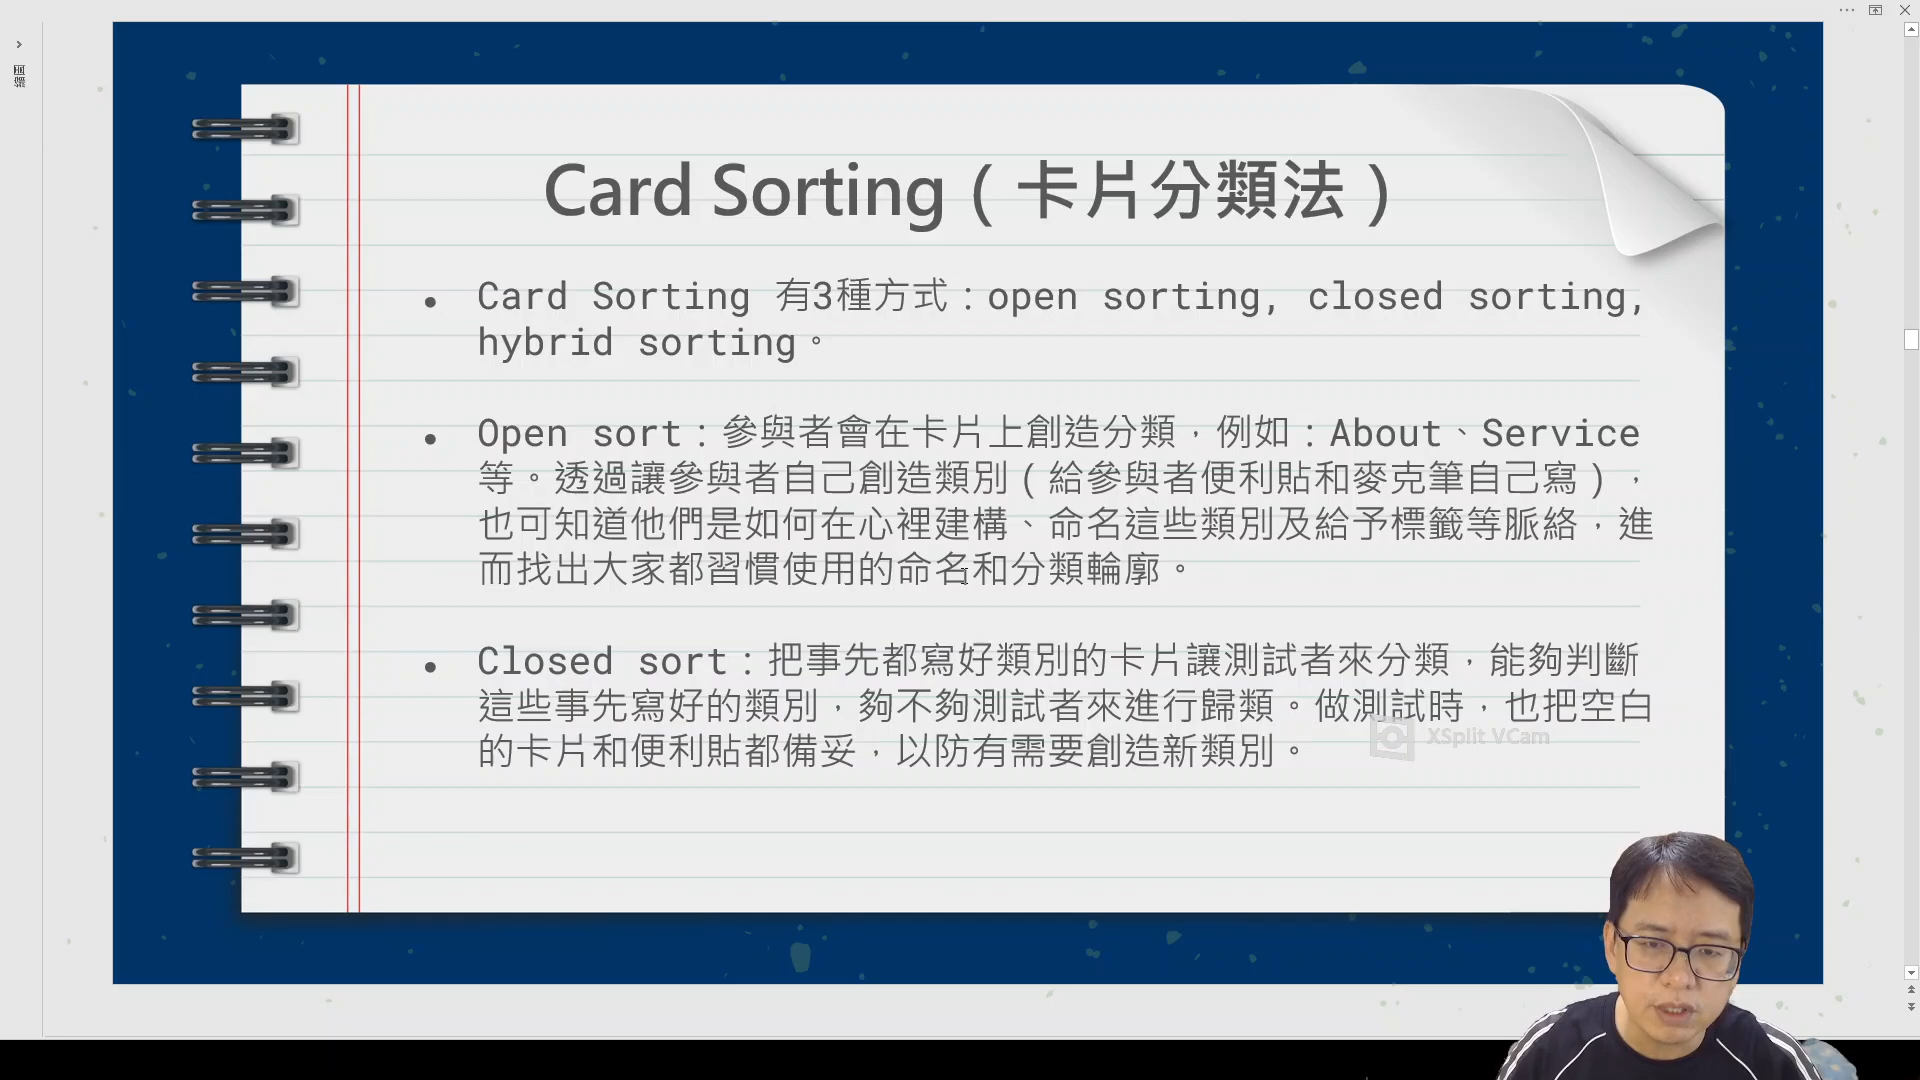 縮圖
Card Sorting（卡片分類法）
• Card Sorting 有3種方式：open sorting, closed sorting,
hybrid sorting。
• Open sort：參與者會在卡片上創造分類，例如：About、Service
等。透過讓參與者自己創造類別（給參與者便利貼和麥克筆自己寫），
也可知道他們是如何在心裡建構、命名這些類別及給予標籤等脈絡，進
而找出大家都習慣使用的命名和分類輪廓。
• Closed sort：把事先都寫好類別的卡片讓測試者來分類，能夠判斷
這些事先寫好的類別，夠不夠測試者來進行歸類。做測試時，也把空白
的卡片和便利貼都備妥，以防有需要創造新類別。
XSplit VCam